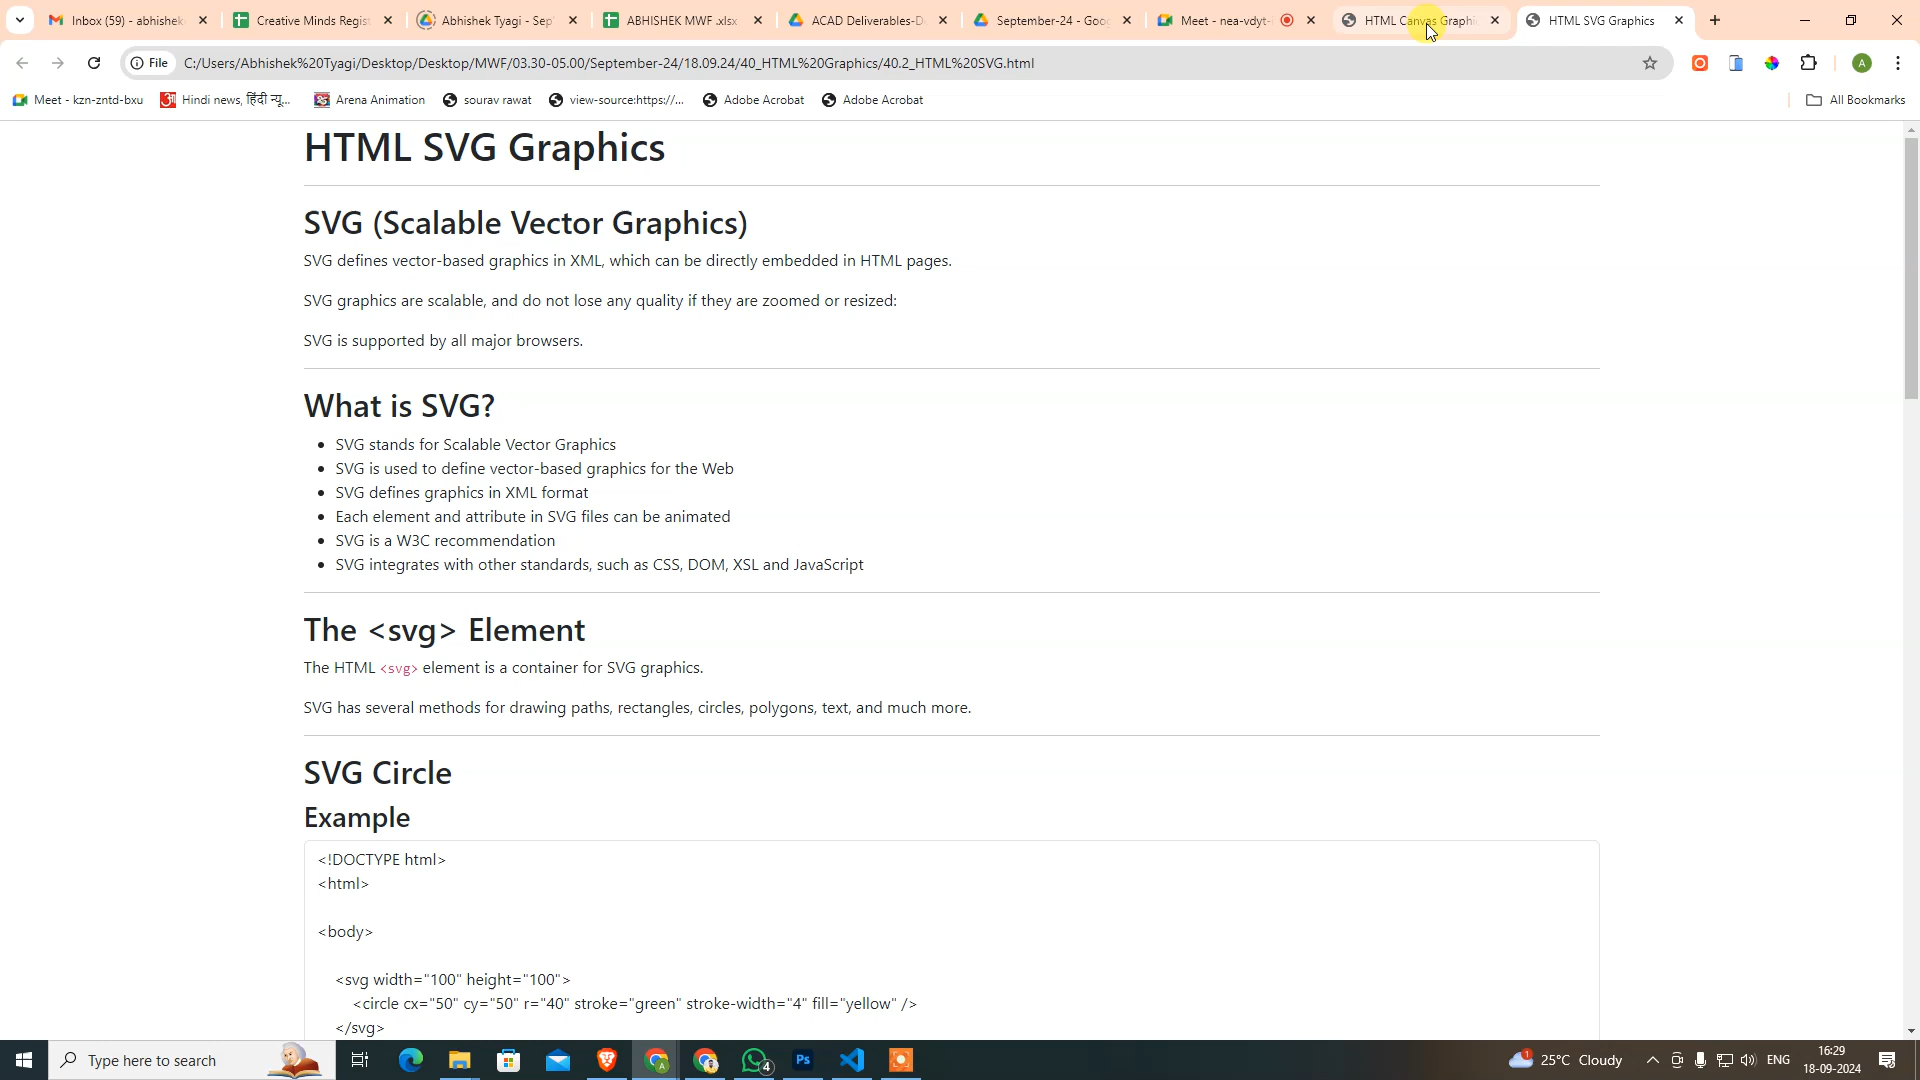 Inbox (59) - abhishek
Creative Minds Regist
Abhishek Tyagi - Sep'
ABHISHEK MWF .xlsx
ACAD Deliverables-D
September-24 - Goo
Meet - nea-vdyt-
HTML Canvas Graphi
HTML SVG Graphics
File
C:/Users/Abhishek%20Tyagi/Desktop/Desktop/MWF/03.30-05.00/September-24/18.09.24/40_HTML%20Graphics/40.2_HTML%20SVG.html
A
Meet - kzn-zntd-bxu
Hindi news, हिंदी न्यू...
Arena Animation
sourav rawat
view-source:https://...
Adobe Acrobat
Adobe Acrobat
All Bookmarks
HTML SVG Graphics
SVG (Scalable Vector Graphics)
SVG defines vector-based graphics in XML, which can be directly embedded in HTML pages.
SVG graphics are scalable, and do not lose any quality if they are zoomed or resized:
SVG is supported by all major browsers.
What is SVG?
• SVG stands for Scalable Vector Graphics
• SVG is used to define vector-based graphics for the Web
• SVG defines graphics in XML format
• Each element and attribute in SVG files can be animated
• SVG is a W3C recommendation
• SVG integrates with other standards, such as CSS, DOM, XSL and JavaScript
The <svg> Element
The HTML <svg> element is a container for SVG graphics.
SVG has several methods for drawing paths, rectangles, circles, polygons, text, and much more.
SVG Circle
Example
<!DOCTYPE html>
<html>
<body>
<svg width="100" height="100">
<circle cx="50" cy="50" r="40" stroke="green" stroke-width="4" fill="yellow" />
</svg>
Type here to search
A
4
Ps
1
25°C Cloudy
ENG
16:29
18-09-2024